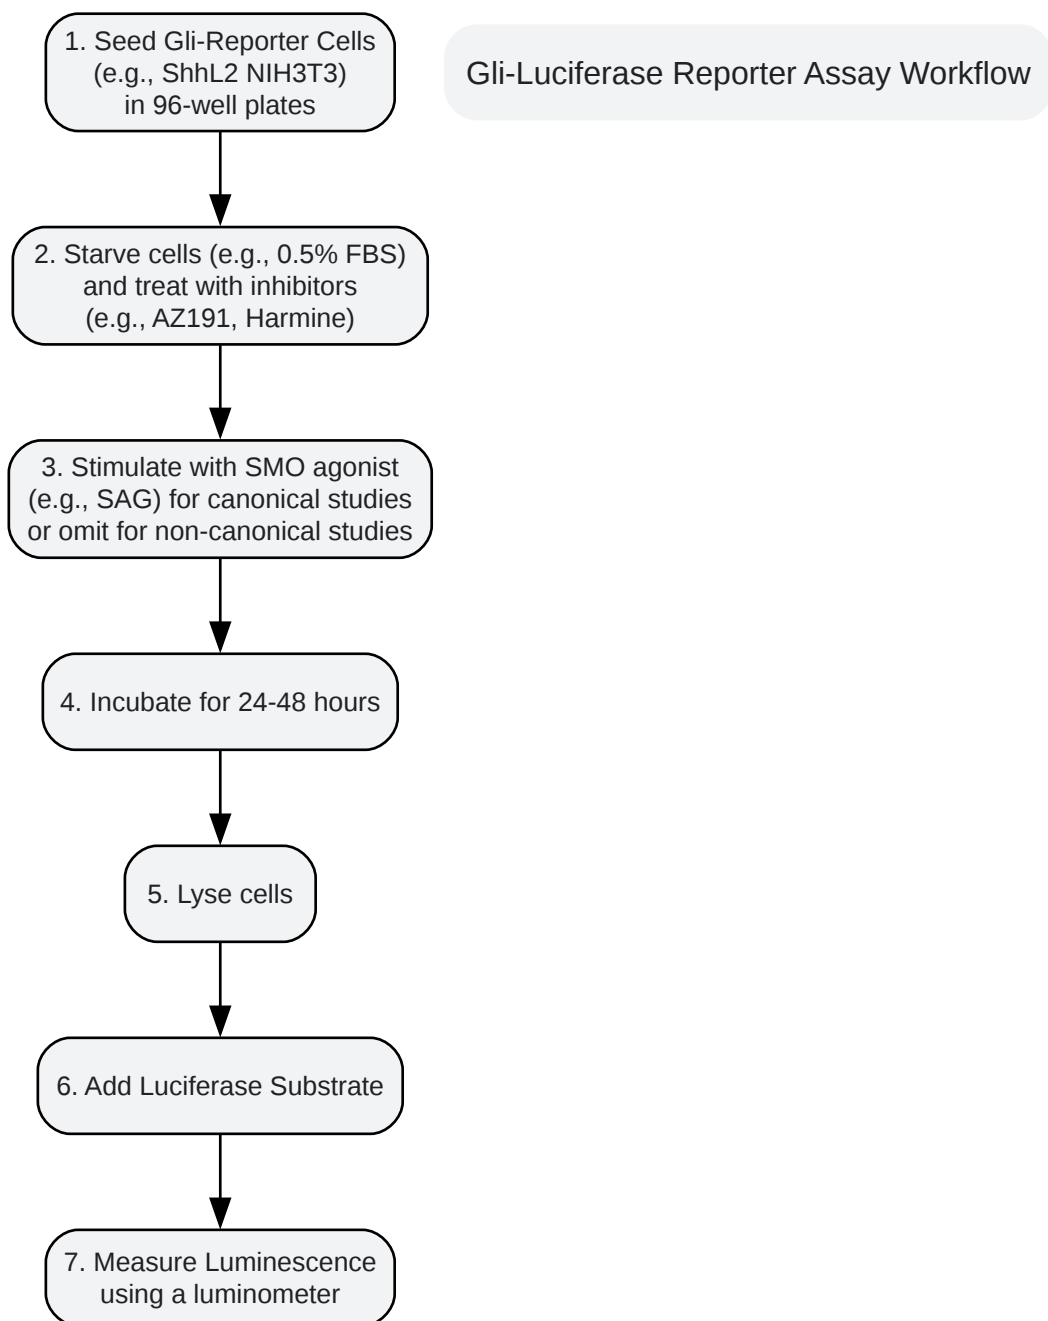 1. Seed Gli-Reporter Cells
(e.g., ShhL2 NIH3T3)
in 96-well plates
Gli-Luciferase Reporter Assay Workflow
2. Starve cells (e.g., 0.5% FBS)
and treat with inhibitors
(e.g., AZ191, Harmine)
3. Stimulate with SMO agonist
(e.g., SAG) for canonical studies
or omit for non-canonical studies
4. Incubate for 24-48 hours
5. Lyse cells
6. Add Luciferase Substrate
7. Measure Luminescence
using a luminometer